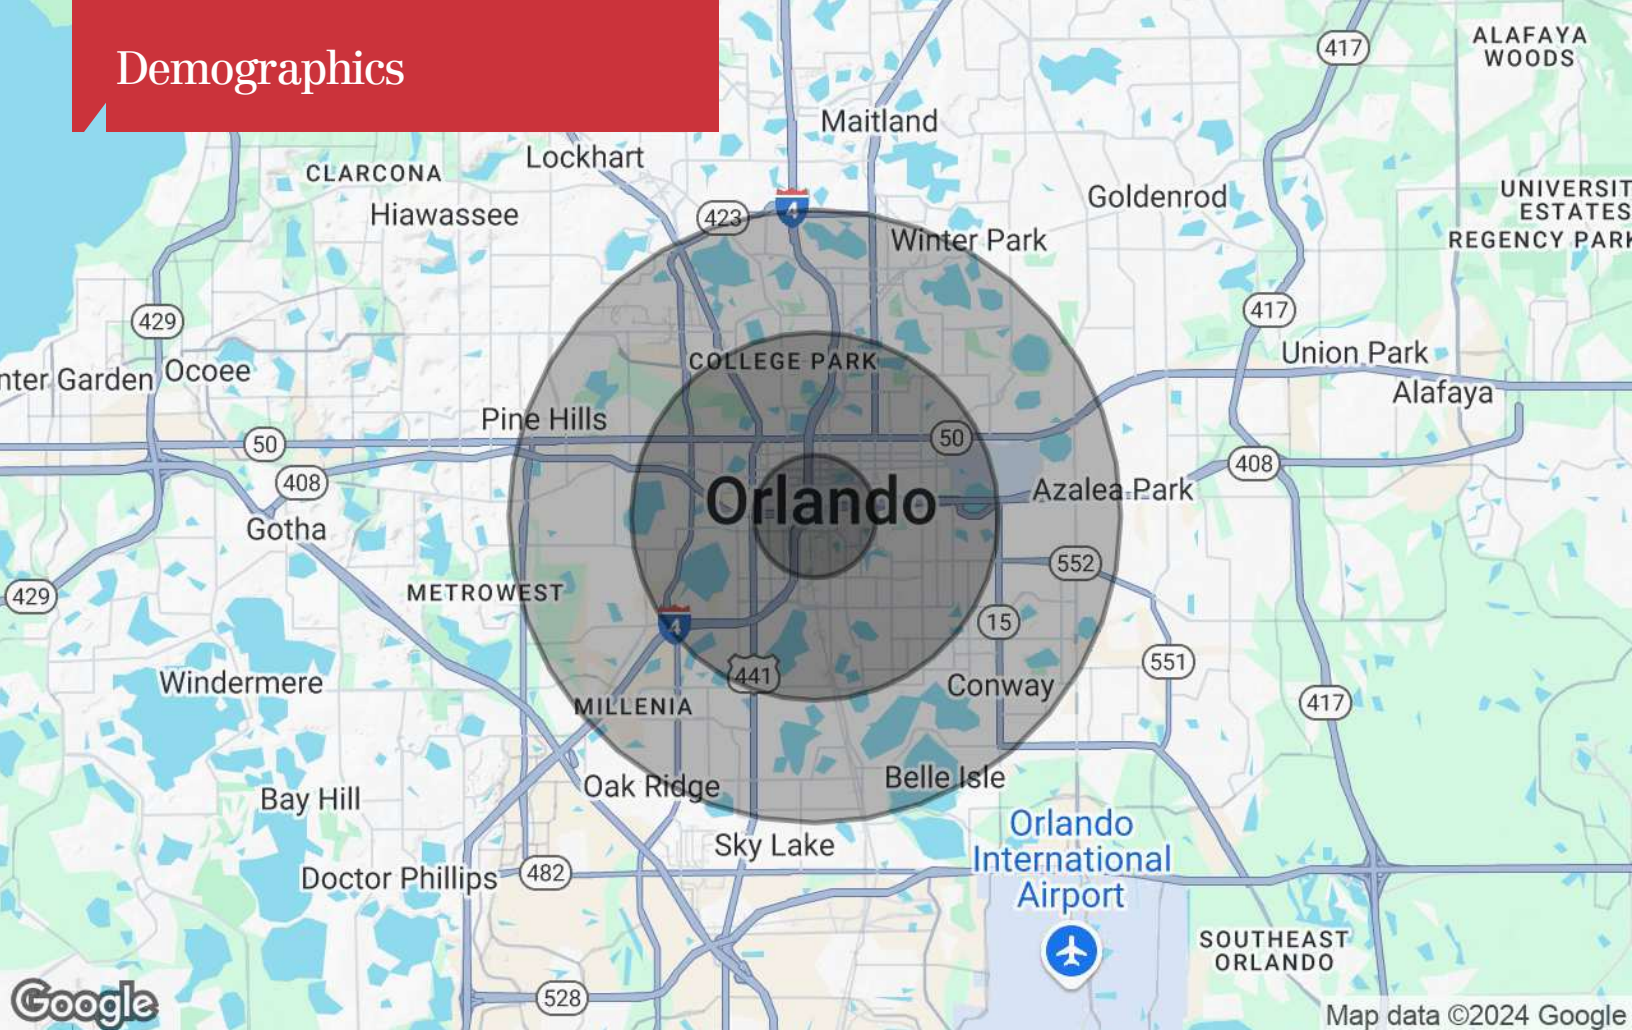 Demographics
417
ALAFAYA
WOODS
Maitland
Lockhart
CLARCONA
Hiawassee
423
4
Goldenrod
UNIVERSIT
ESTATES
REGENCY PARK
Winter Park
429
417
COLLEGE PARK
Union Park
nter Garden
Ocoee
Alafaya
Pine Hills
50
50
408
408
Orlando
Azalea Park
Gotha
552
429
METROWEST
4
15
441
551
Windermere
Conway
417
MILLENIA
Oak Ridge
Belle Isle
Bay Hill
Orlando
International
Airport
Sky Lake
Doctor Phillips
482
SOUTHEAST
ORLANDO
528
Google
Map data ©2024 Google